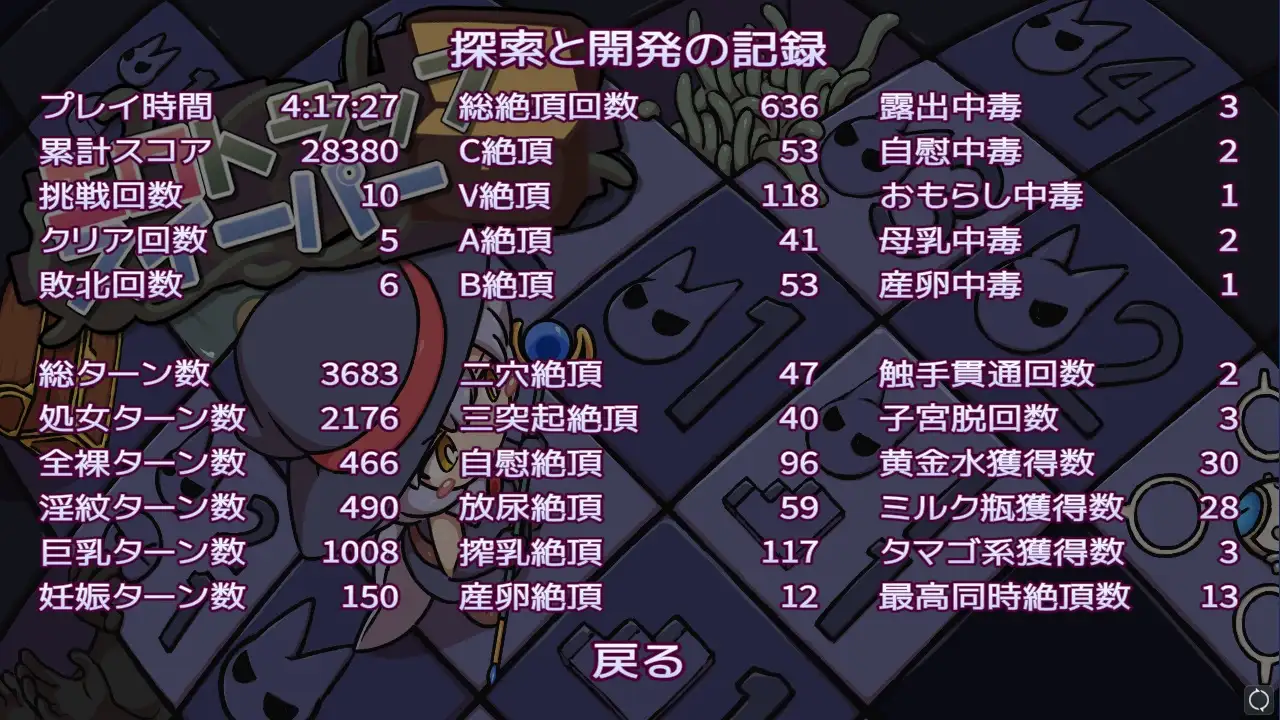 探索と開発の記録
プレイ時間 4:17:27 総絶頂回数 636 露出中毒 3
累計スコア 28380 C絶頂 53 自慰中毒 2
挑戦回数 10 V絶頂 118 おもらし中毒 1
クリア回数 5 A絶頂 41 母乳中毒 2
敗北回数 6 B絶頂 53 産卵中毒 1
総ターン数 3683 二穴絶頂 47 触手貫通回数 2
処女ターン数 2176 三突起絶頂 40 子宮脱回数 3
全裸ターン数 466 自慰絶頂 96 黄金水獲得数 30
淫紋ターン数 490 放尿絶頂 59 ミルク瓶獲得数 28
巨乳ターン数 1008 搾乳絶頂 117 タマゴ系獲得数 3
妊娠ターン数 150 産卵絶頂 12 最高同時絶頂数 13
戻る